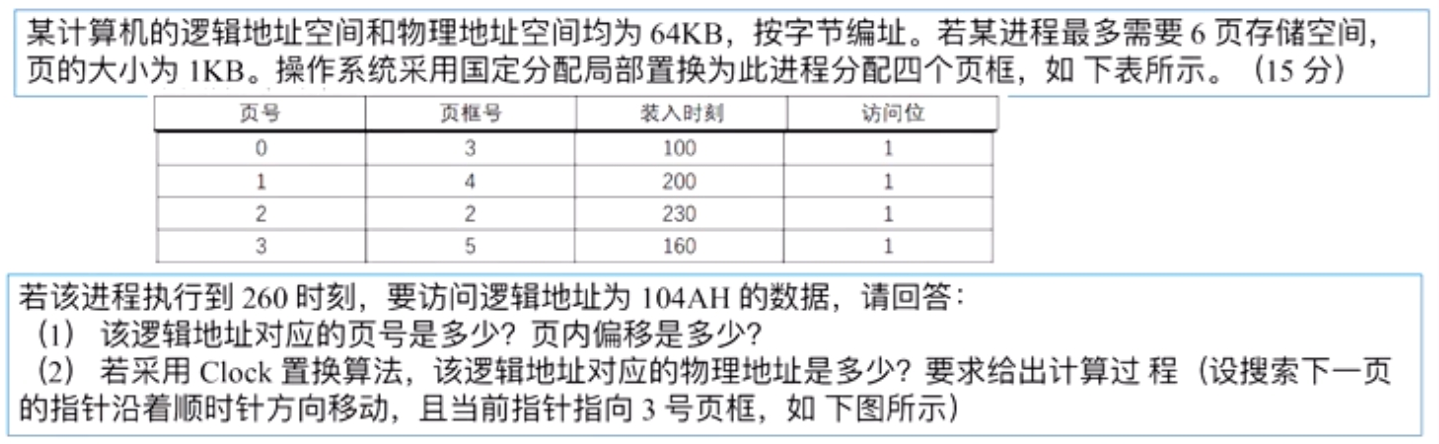 某计算机的逻辑地址空间和物理地址空间均为 64KB，按字节编址。若某进程最多需要 6 页存储空间，
页的大小为 1KB。操作系统采用国定分配局部置换为此进程分配四个页框，如 下表所示。（15 分）
页号 页框号 装入时刻 访问位
0 3 100 1
1 4 200 1
2 2 230 1
3 5 160 1
若该进程执行到 260 时刻，要访问逻辑地址为 104AH 的数据，请回答：
（1） 该逻辑地址对应的页号是多少？页内偏移是多少？
（2） 若采用 Clock 置换算法，该逻辑地址对应的物理地址是多少？要求给出计算过 程（设搜索下一页
的指针沿着顺时针方向移动，且当前指针指向 3 号页框，如 下图所示）